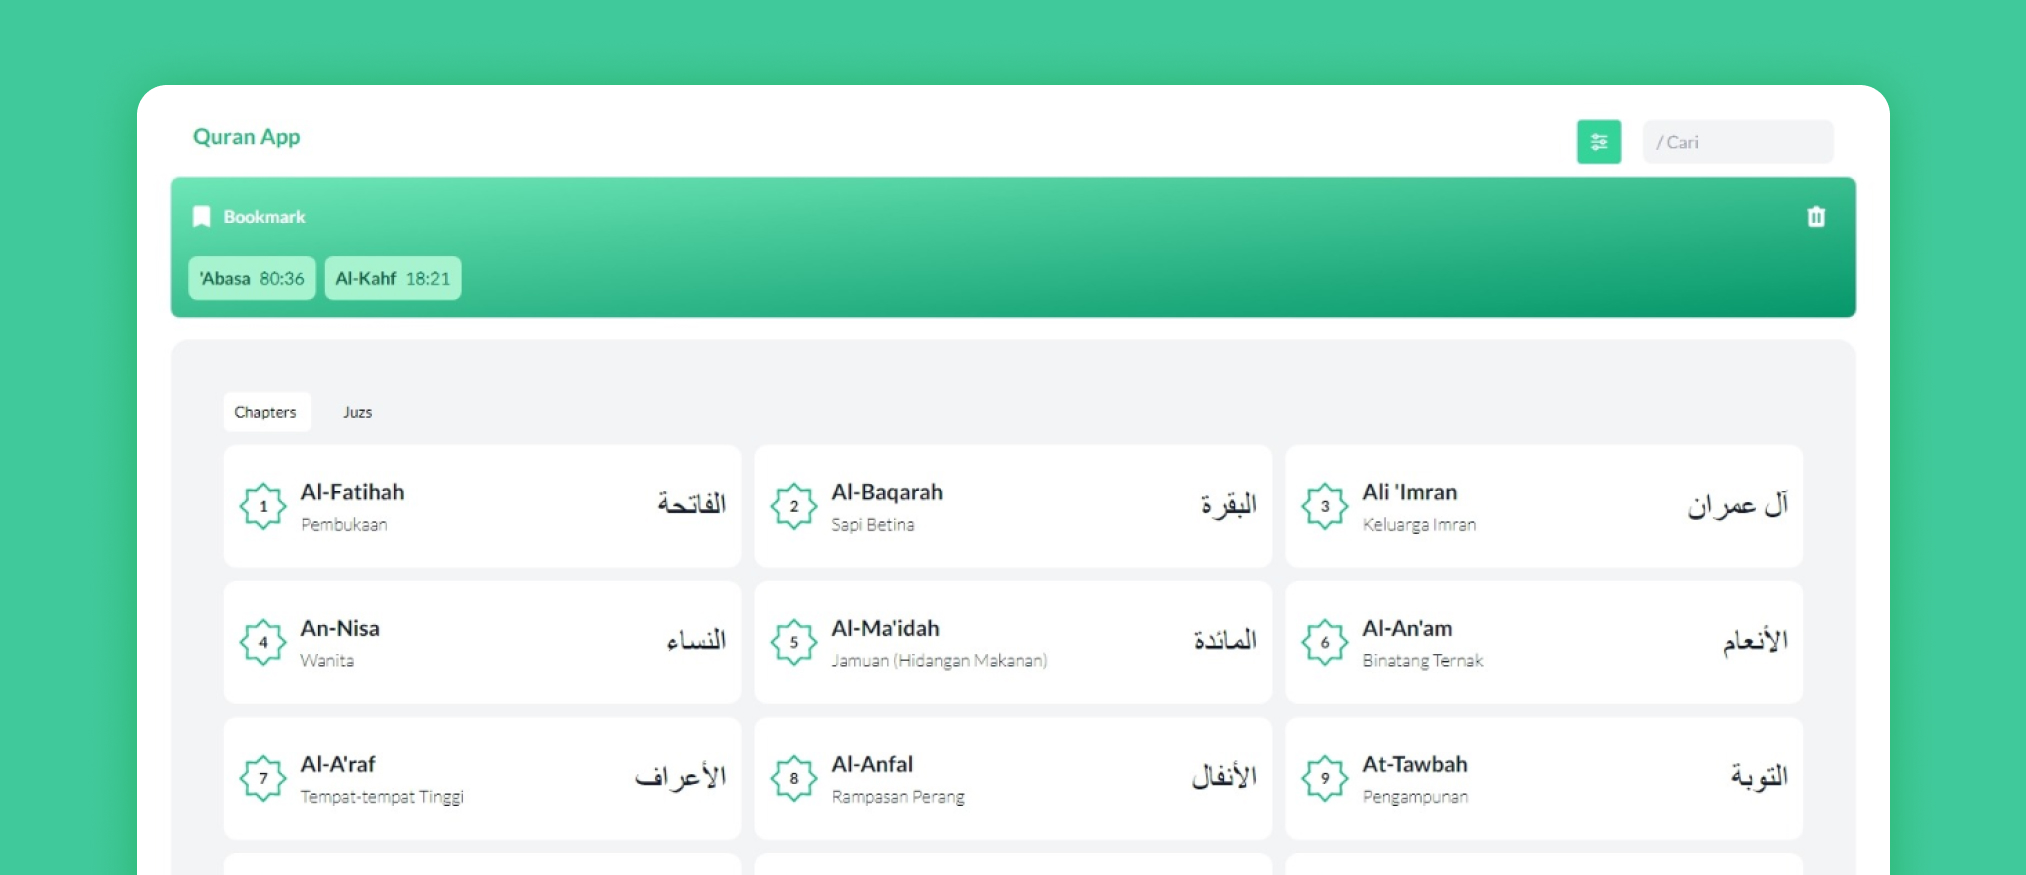 Quran App
/ Cari
Bookmark
'Abasa 80:36
Al-Kahf 18:21
Chapters
Juzs
1
Al-Fatihah
Pembukaan
الفاتحة
2
Al-Baqarah
Sapi Betina
البقرة
3
Ali 'Imran
Keluarga Imran
آل عمران
4
An-Nisa
Wanita
النساء
5
Al-Ma'idah
Jamuan (Hidangan Makanan)
المائدة
6
Al-An'am
Binatang Ternak
الأنعام
7
Al-A'raf
Tempat-tempat Tinggi
الأعراف
8
Al-Anfal
Rampasan Perang
الأنفال
9
At-Tawbah
Pengampunan
التوبة